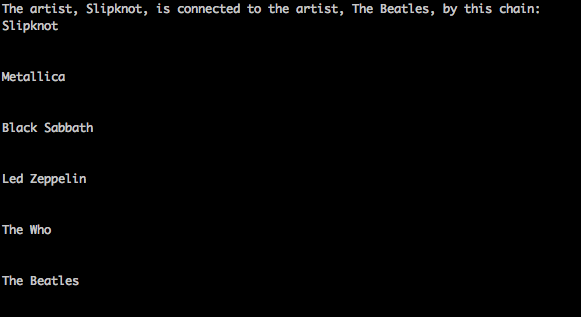 The artist, Slipknot, is connected to the artist, The Beatles, by this chain:
Slipknot
Metallica
Black Sabbath
Led Zeppelin
The Who
The Beatles